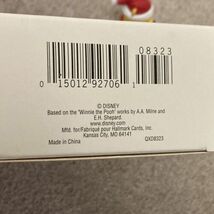 08323
0 15012 92706 1
© DISNEY
Based on the "Winnie the Pooh" works by A.A. Milne and
E.H. Shepard.
www.disney.com
Mfd. for/Fabriqué pour Hallmark Cards, Inc.
Kansas City, MO 64141
Made in China QXD8323